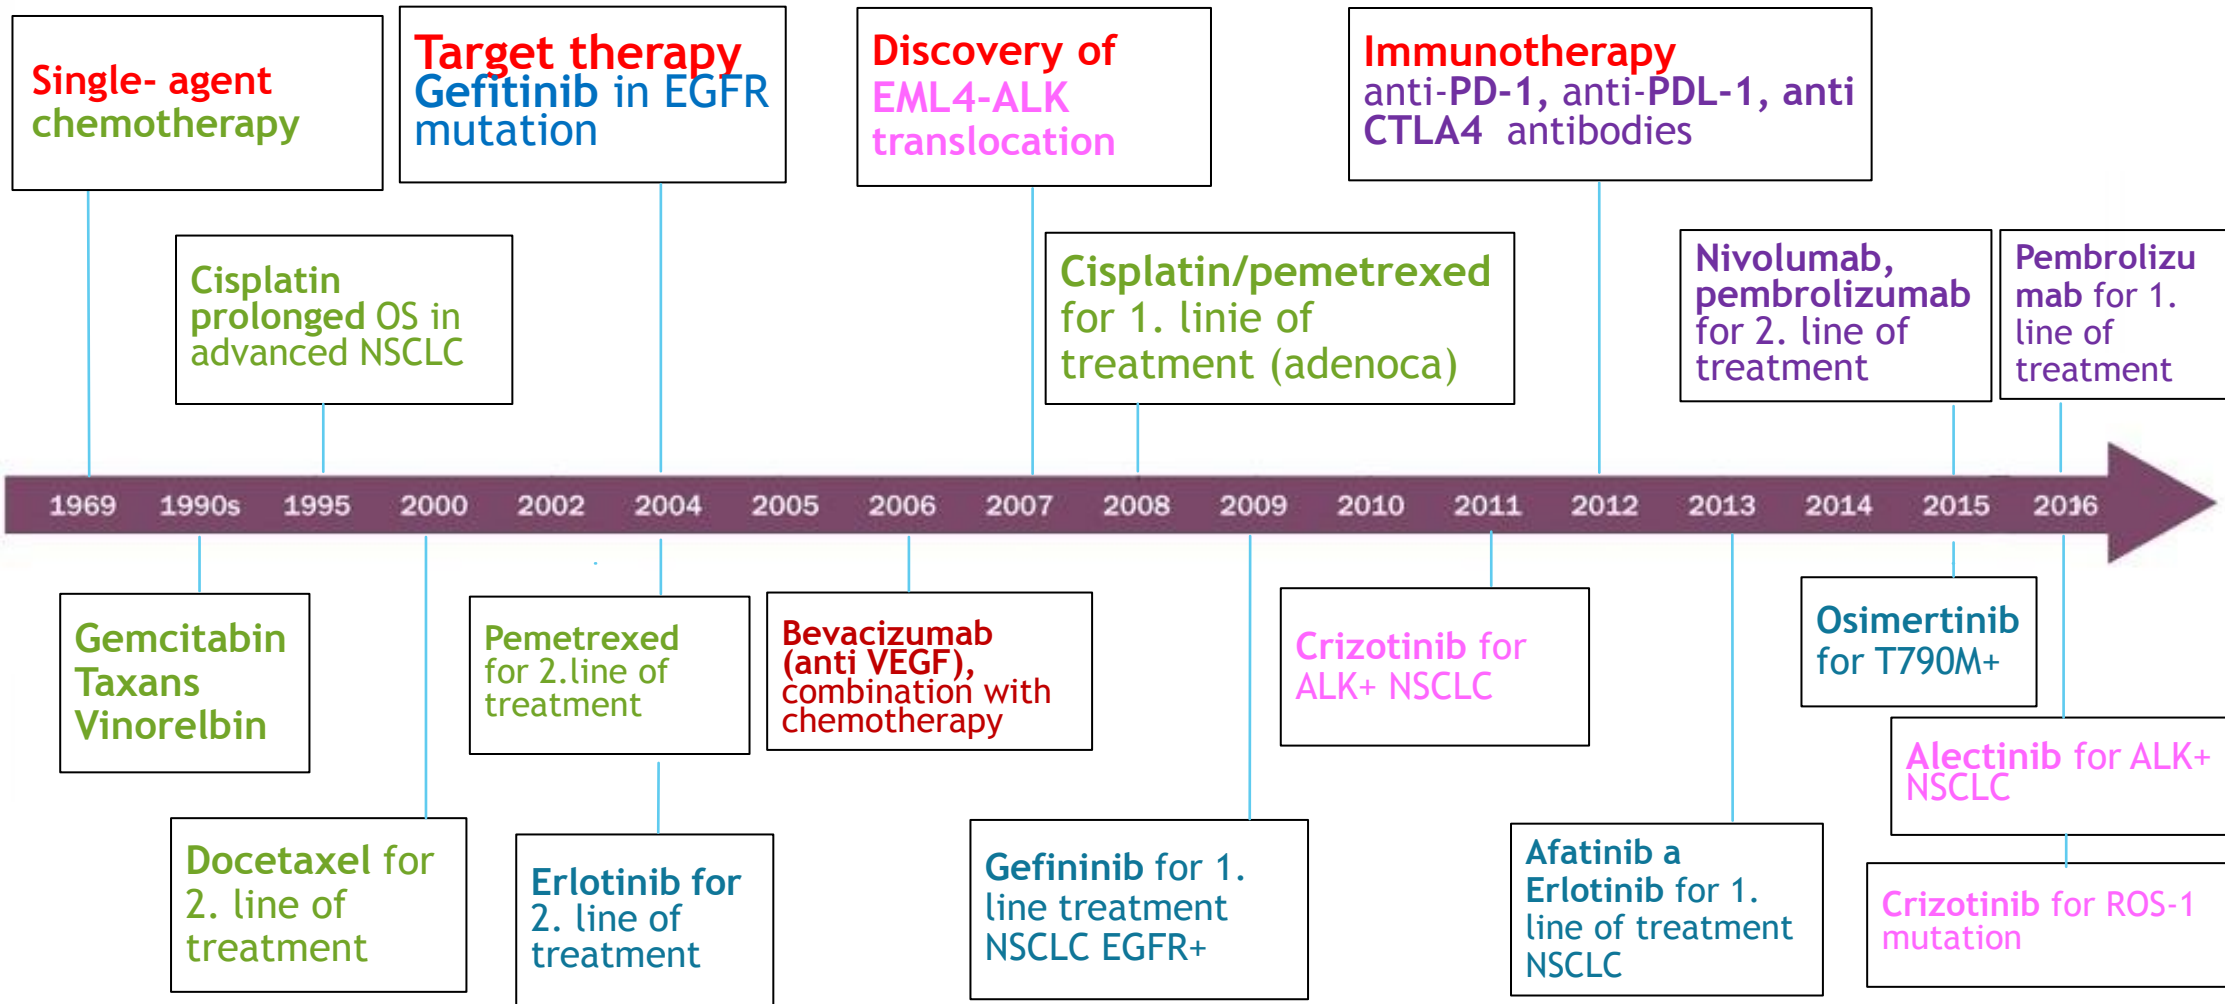 Single- agent
chemotherapy
Target therapy
Gefitinib in EGFR
mutation
Discovery of
EML4-ALK
translocation
Immunotherapy
anti-PD-1, anti-PDL-1, anti
CTLA4 antibodies
Cisplatin
prolonged OS in
advanced NSCLC
Cisplatin/pemetrexed
for 1. linie of
treatment (adenoca)
Nivolumab,
pembrolizumab
for 2. line of
treatment
Pembrolizu
mab for 1.
line of
treatment
1969 1990s 1995 2000 2002 2004 2005 2006 2007 2008 2009 2010 2011 2012 2013 2014 2015 2016
Gemcitabin
Taxans
Vinorelbin
Pemetrexed
for 2.line of
treatment
Bevacizumab
(anti VEGF),
combination with
chemotherapy
Crizotinib for
ALK+ NSCLC
Osimertinib
for T790M+
Alectinib for ALK+
NSCLC
Docetaxel for
2. line of
treatment
Erlotinib for
2. line of
treatment
Gefininib for 1.
line treatment
NSCLC EGFR+
Afatinib a
Erlotinib for 1.
line of treatment
NSCLC
Crizotinib for ROS-1
mutation